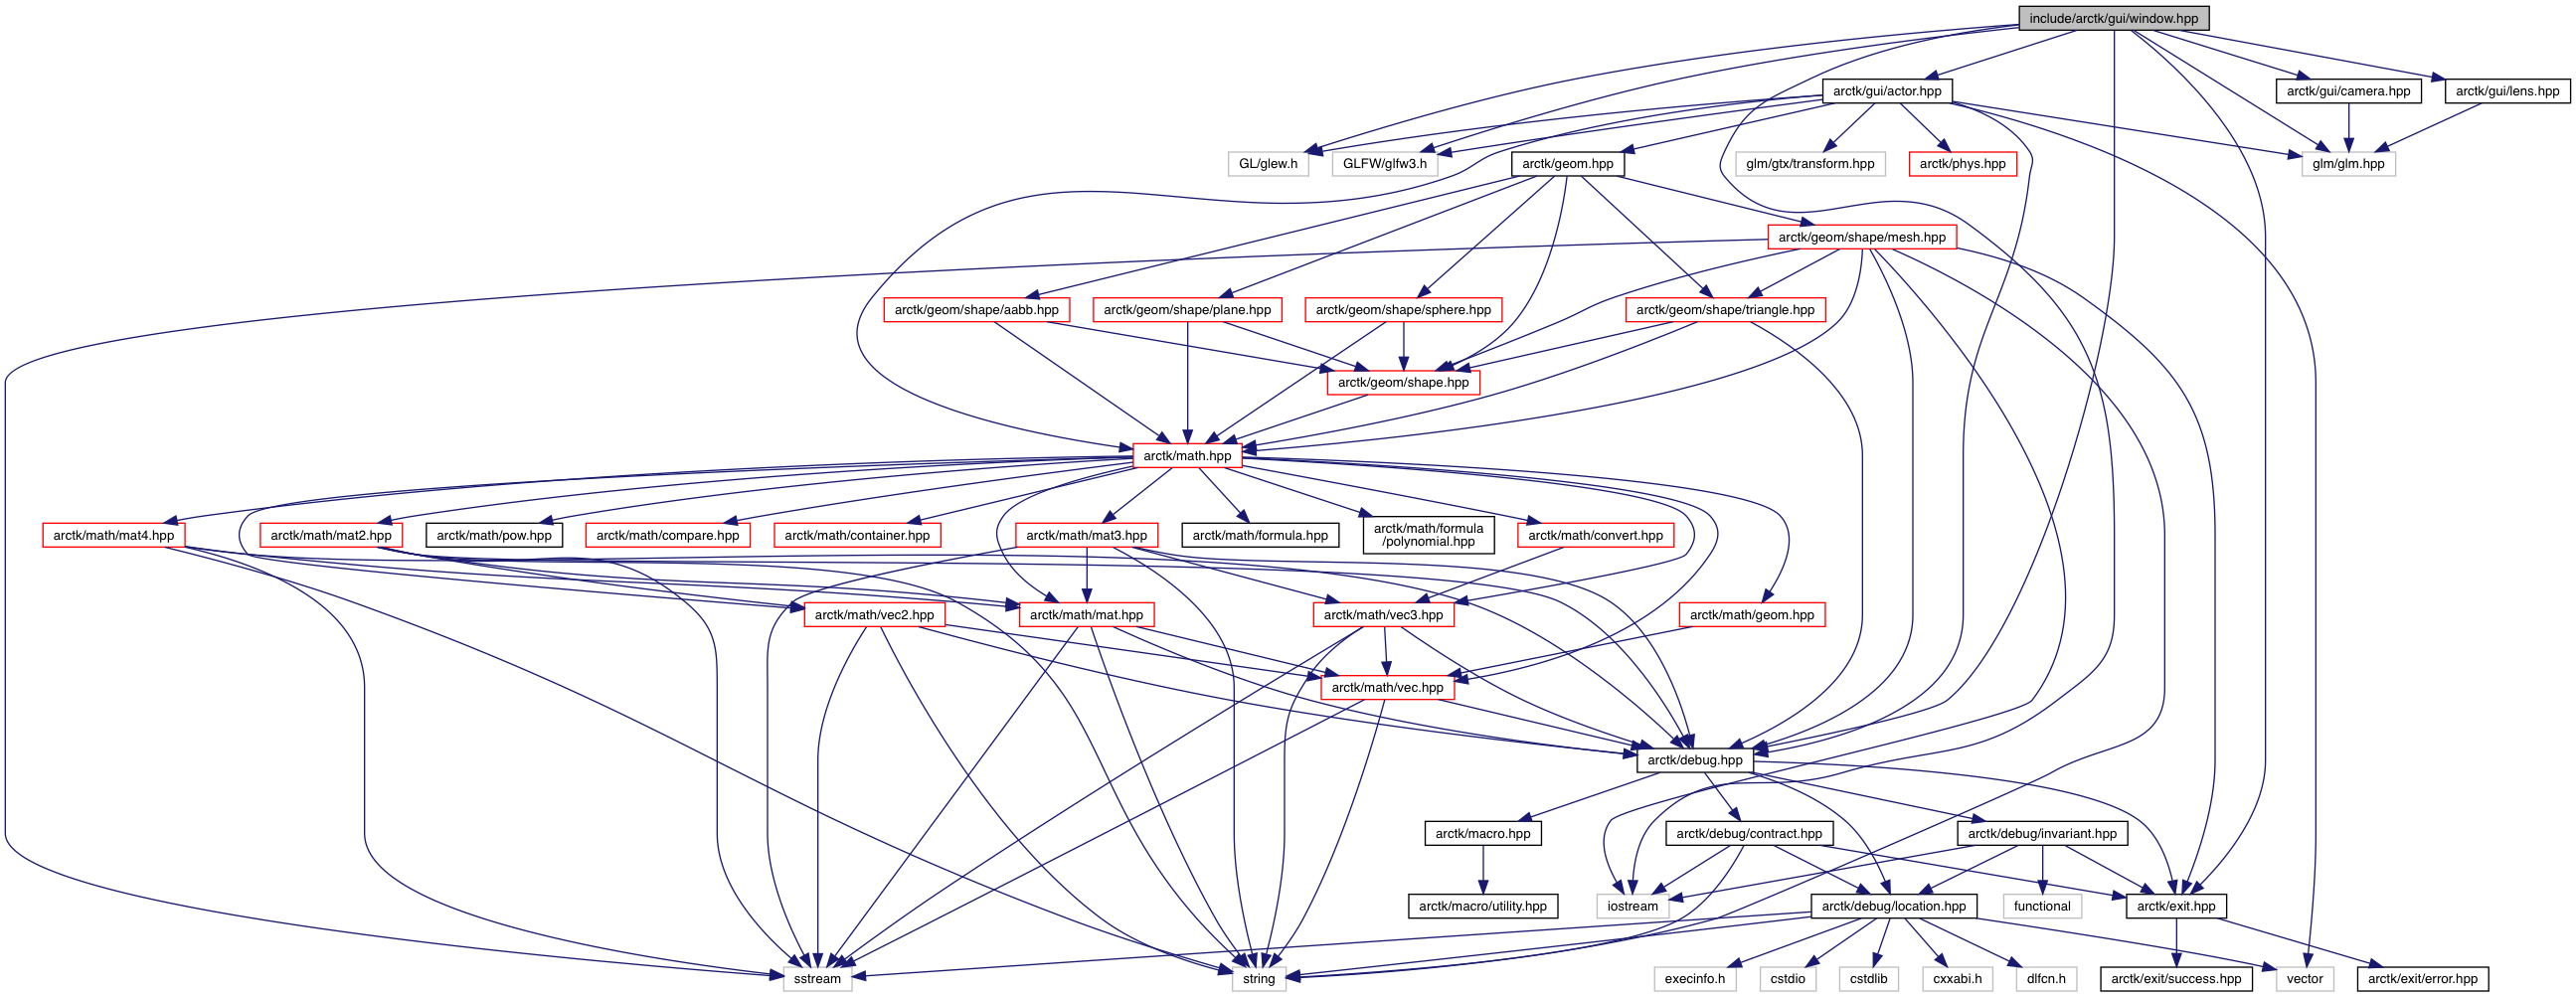 include/arctk/gui/window.hpp
arctk/gui/actor.hpp
arctk/gui/camera.hpp
arctk/gui/lens.hpp
GL/glew.h
GLFW/glfw3.h
arctk/geom.hpp
glm/gtx/transform.hpp
arctk/phys.hpp
glm/glm.hpp
arctk/geom/shape/mesh.hpp
arctk/geom/shape/aabb.hpp
arctk/geom/shape/plane.hpp
arctk/geom/shape/sphere.hpp
arctk/geom/shape/triangle.hpp
arctk/geom/shape.hpp
arctk/math.hpp
arctk/math/mat4.hpp
arctk/math/mat2.hpp
arctk/math/pow.hpp
arctk/math/compare.hpp
arctk/math/container.hpp
arctk/math/mat3.hpp
arctk/math/formula.hpp
arctk/math/formula
/polynomial.hpp
arctk/math/convert.hpp
arctk/math/vec2.hpp
arctk/math/mat.hpp
arctk/math/vec3.hpp
arctk/math/geom.hpp
arctk/math/vec.hpp
arctk/debug.hpp
arctk/macro.hpp
arctk/debug/contract.hpp
arctk/debug/invariant.hpp
arctk/macro/utility.hpp
iostream
arctk/debug/location.hpp
functional
arctk/exit.hpp
sstream
string
execinfo.h
cstdio
cstdlib
cxxabi.h
dlfcn.h
arctk/exit/success.hpp
vector
arctk/exit/error.hpp